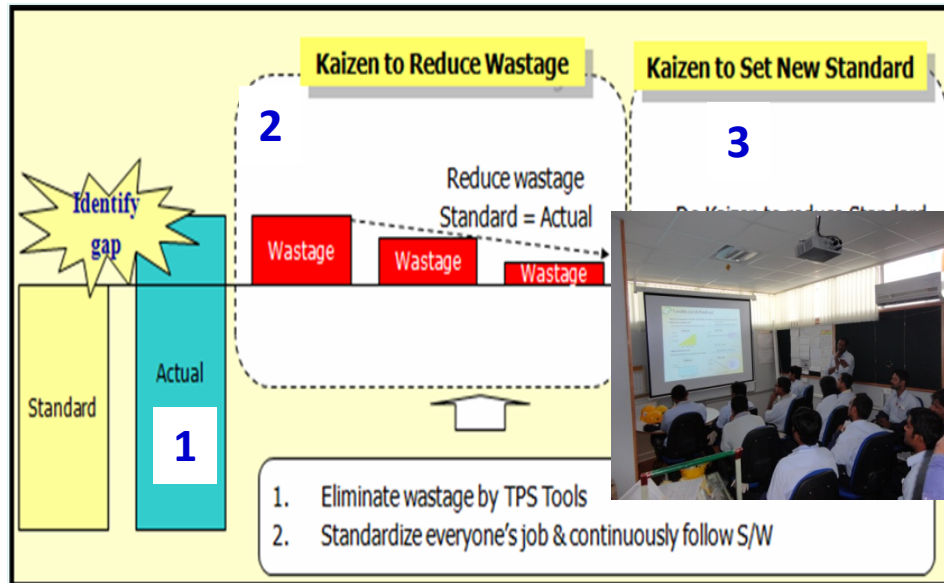 Kaizen to Reduce Wastage
Kaizen to Set New Standard
2
3
Identify
gap
Reduce wastage
Standard = Actual
Wastage
Wastage
Wastage
Standard
Actual
1
1. Eliminate wastage by TPS Tools
2. Standardize everyone's job & continuously follow S/W